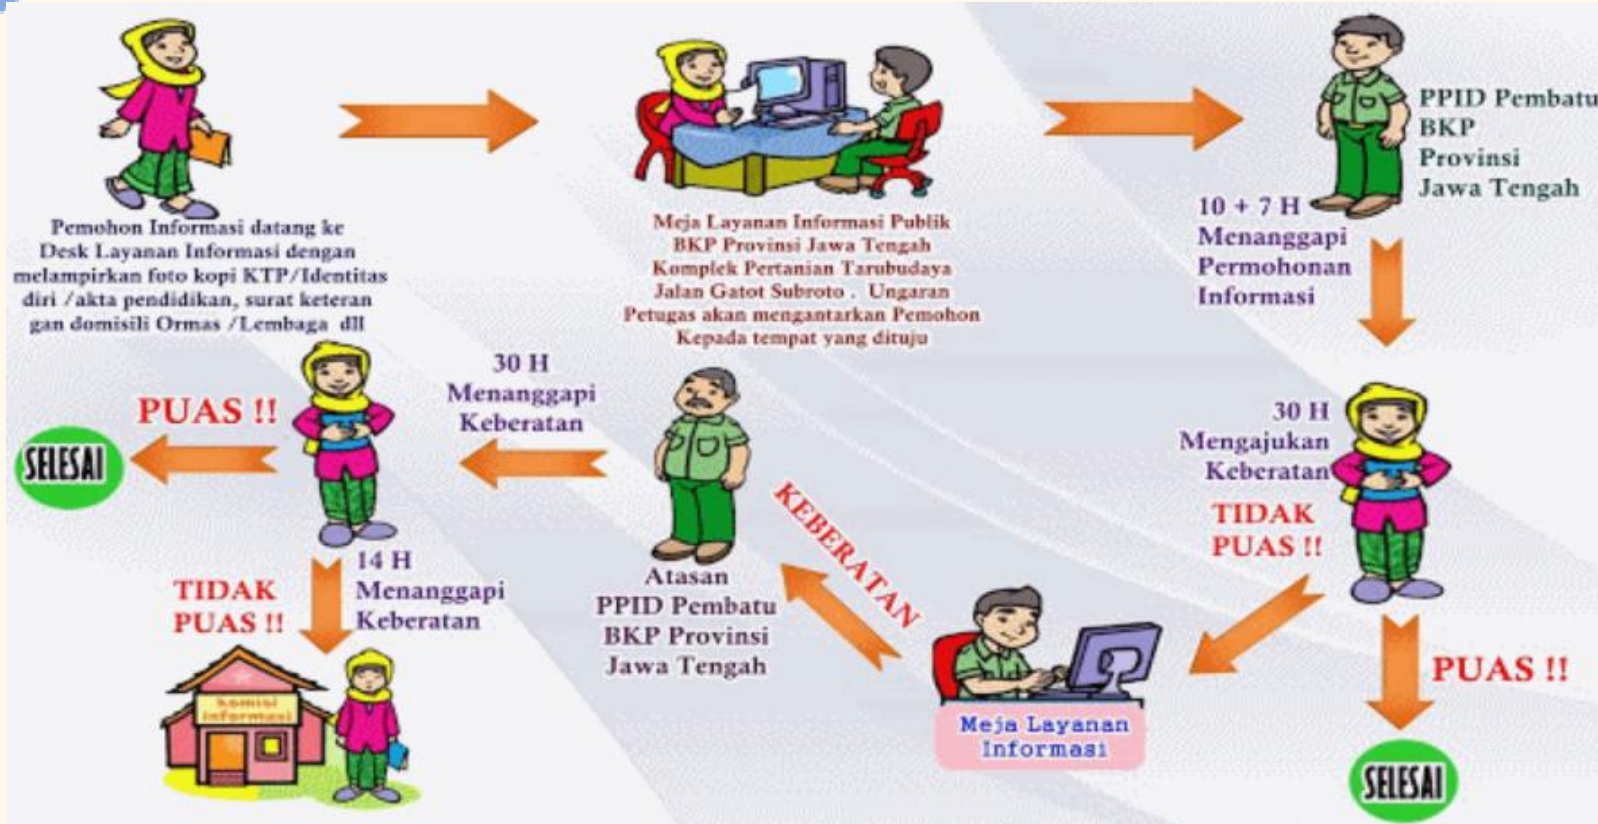 Pemohon Informasi datang ke
Desk Layanan Informasi dengan
melampirkan foto kopi KTP/Identitas
diri /akta pendidikan, surat keteran
gan domisili Ormas /Lembaga dll
Meja Layanan Informasi Publik
BKP Provinsi Jawa Tengah
Komplek Pertanian Tarubudaya
Jalan Gatot Subroto . Ungaran
Petugas akan mengantarkan Pemohon
Kepada tempat yang dituju
PPID Pembatu
BKP
Provinsi
Jawa Tengah
10 + 7 H
Menanggapi
Permohonan
Informasi
30 H
Mengajukan
Keberatan
TIDAK
PUAS !!
PUAS !!
SELESAI
Meja Layanan
Informasi
KEBERATAN
Atasan
PPID Pembatu
BKP Provinsi
Jawa Tengah
30 H
Menanggapi
Keberatan
PUAS !!
SELESAI
14 H
Menanggapi
Keberatan
TIDAK
PUAS !!
Komisi
informasi